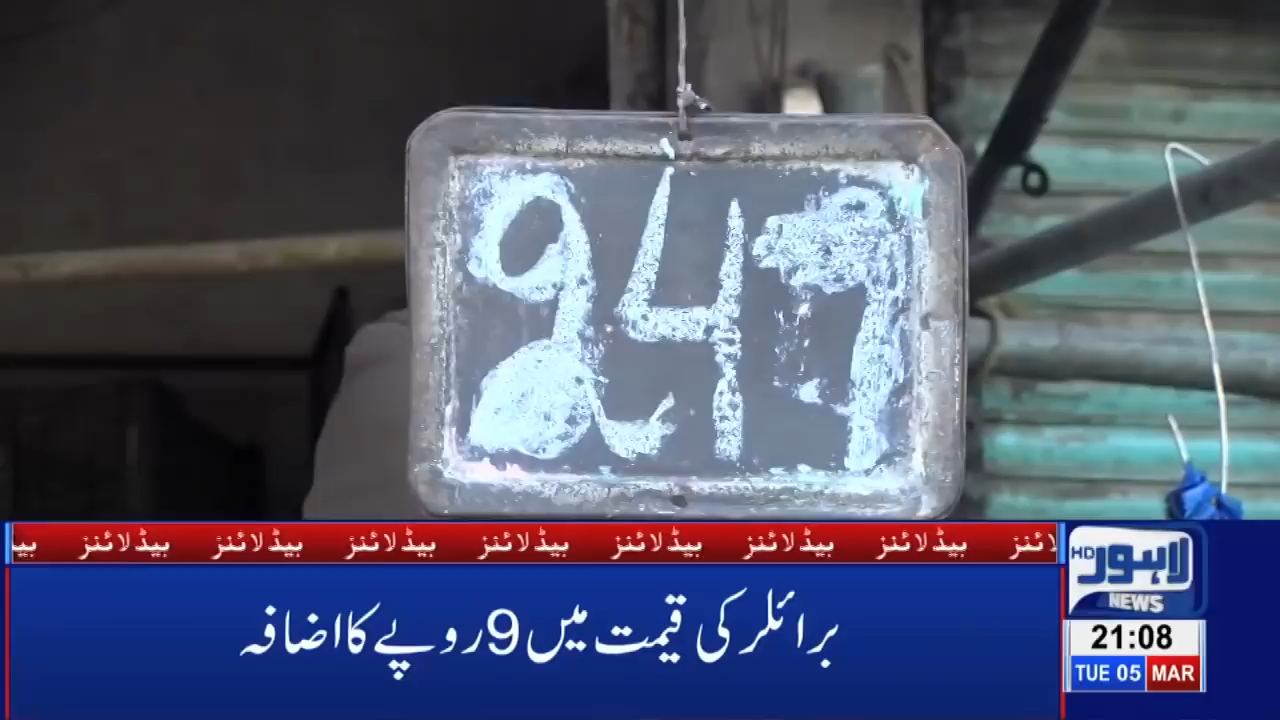 249
ہیڈلائنز ہیڈلائنز ہیڈلائنز ہیڈلائنز ہیڈلائنز ہیڈلائنز ہیڈلائنز
برائلر کی قیمت میں 9 روپے کا اضافہ
HD لاہور
NEWS
21:08
TUE 05 MAR